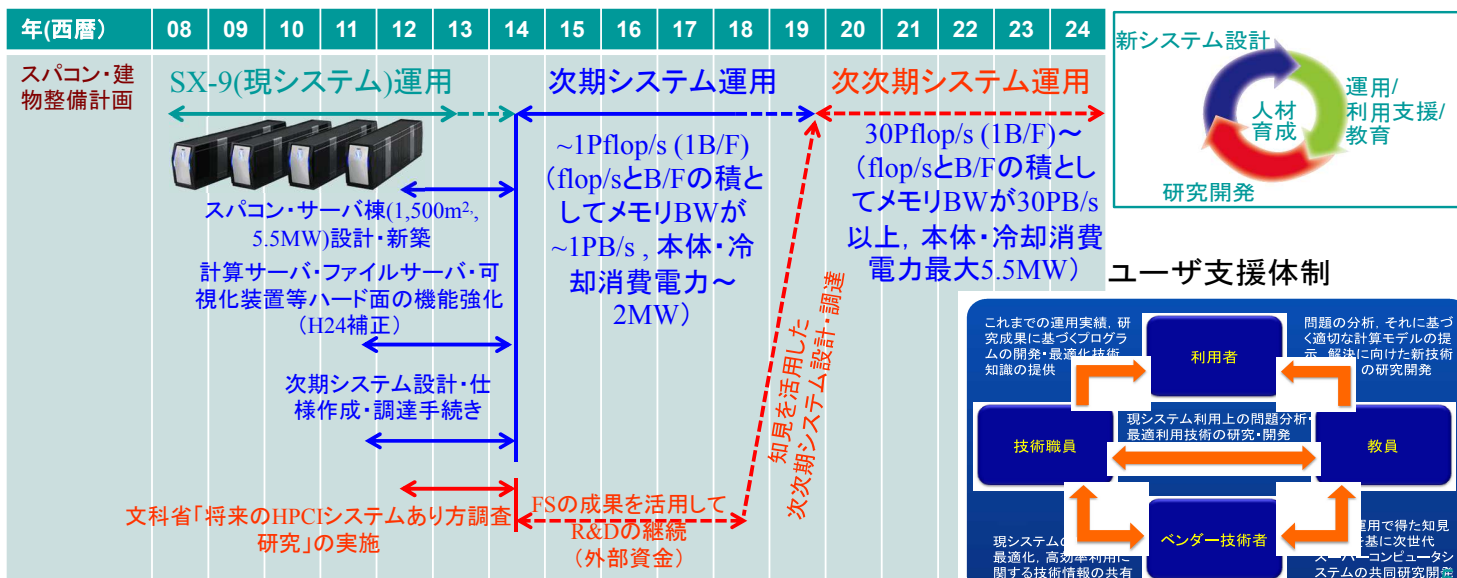 年(西暦) 08 09 10 11 12 13 14 15 16 17 18 19 20 21 22 23 24
スパコン・建
物整備計画
SX-9(現システム)運用
次期システム運用
次次期システム運用
スパコン・サーバ棟(1,500m²,
5.5MW)設計・新築
計算サーバ・ファイルサーバ・可
視化装置等ハード面の機能強化
(H24補正)
次期システム設計・仕
様作成・調達手続き
文科省「将来のHPCIシステムあり方調査
研究」の実施
~1Pflop/s (1B/F)
(flop/sとB/Fの積と
してメモリBWが
~1PB/s , 本体・冷
却消費電力～
2MW)
FSの成果を活用して
R&Dの継続
(外部資金)
知見を活用した
次次期システム設計・調達
30Pflop/s (1B/F)～
(flop/sとB/Fの積とし
てメモリBWが30PB/s
以上, 本体・冷却消費
電力最大5.5MW)
新システム設計
運用/
利用支援/
教育
人材
育成
研究開発
ユーザ支援体制
これまでの運用実績, 研
究成果に基づくプログラ
ムの開発・最適化技術
知識の提供
利用者
問題の分析, それに基づ
く適切な計算モデルの提
示 解決に向けた新技術
の研究開発
現システム利用上の問題分析・
最適利用技術の研究・開発
技術職員
教員
ベンダー技術者
現システムの
最適化, 高効率利用に
関する技術情報の共有
運用で得た知見
を基に次世代
スーパーコンピュータシ
ステムの共同研究開発